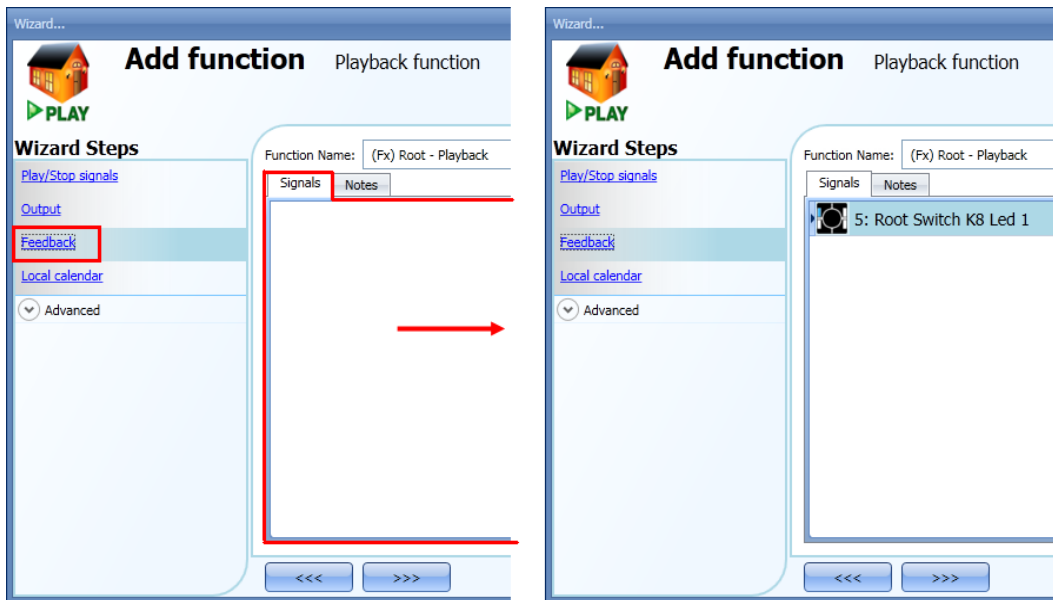 Wizard...
Add function Playback function
PLAY
Wizard Steps
Play/Stop signals
Output
Feedback
Local calendar
Advanced
Function Name: (Fx) Root - Playback
Signals Notes
<<< >>>
Wizard...
Add function Playback function
PLAY
Wizard Steps
Play/Stop signals
Output
Feedback
Local calendar
Advanced
Function Name: (Fx) Root - Playback
Signals Notes
5: Root Switch K8 Led 1
<<< >>>